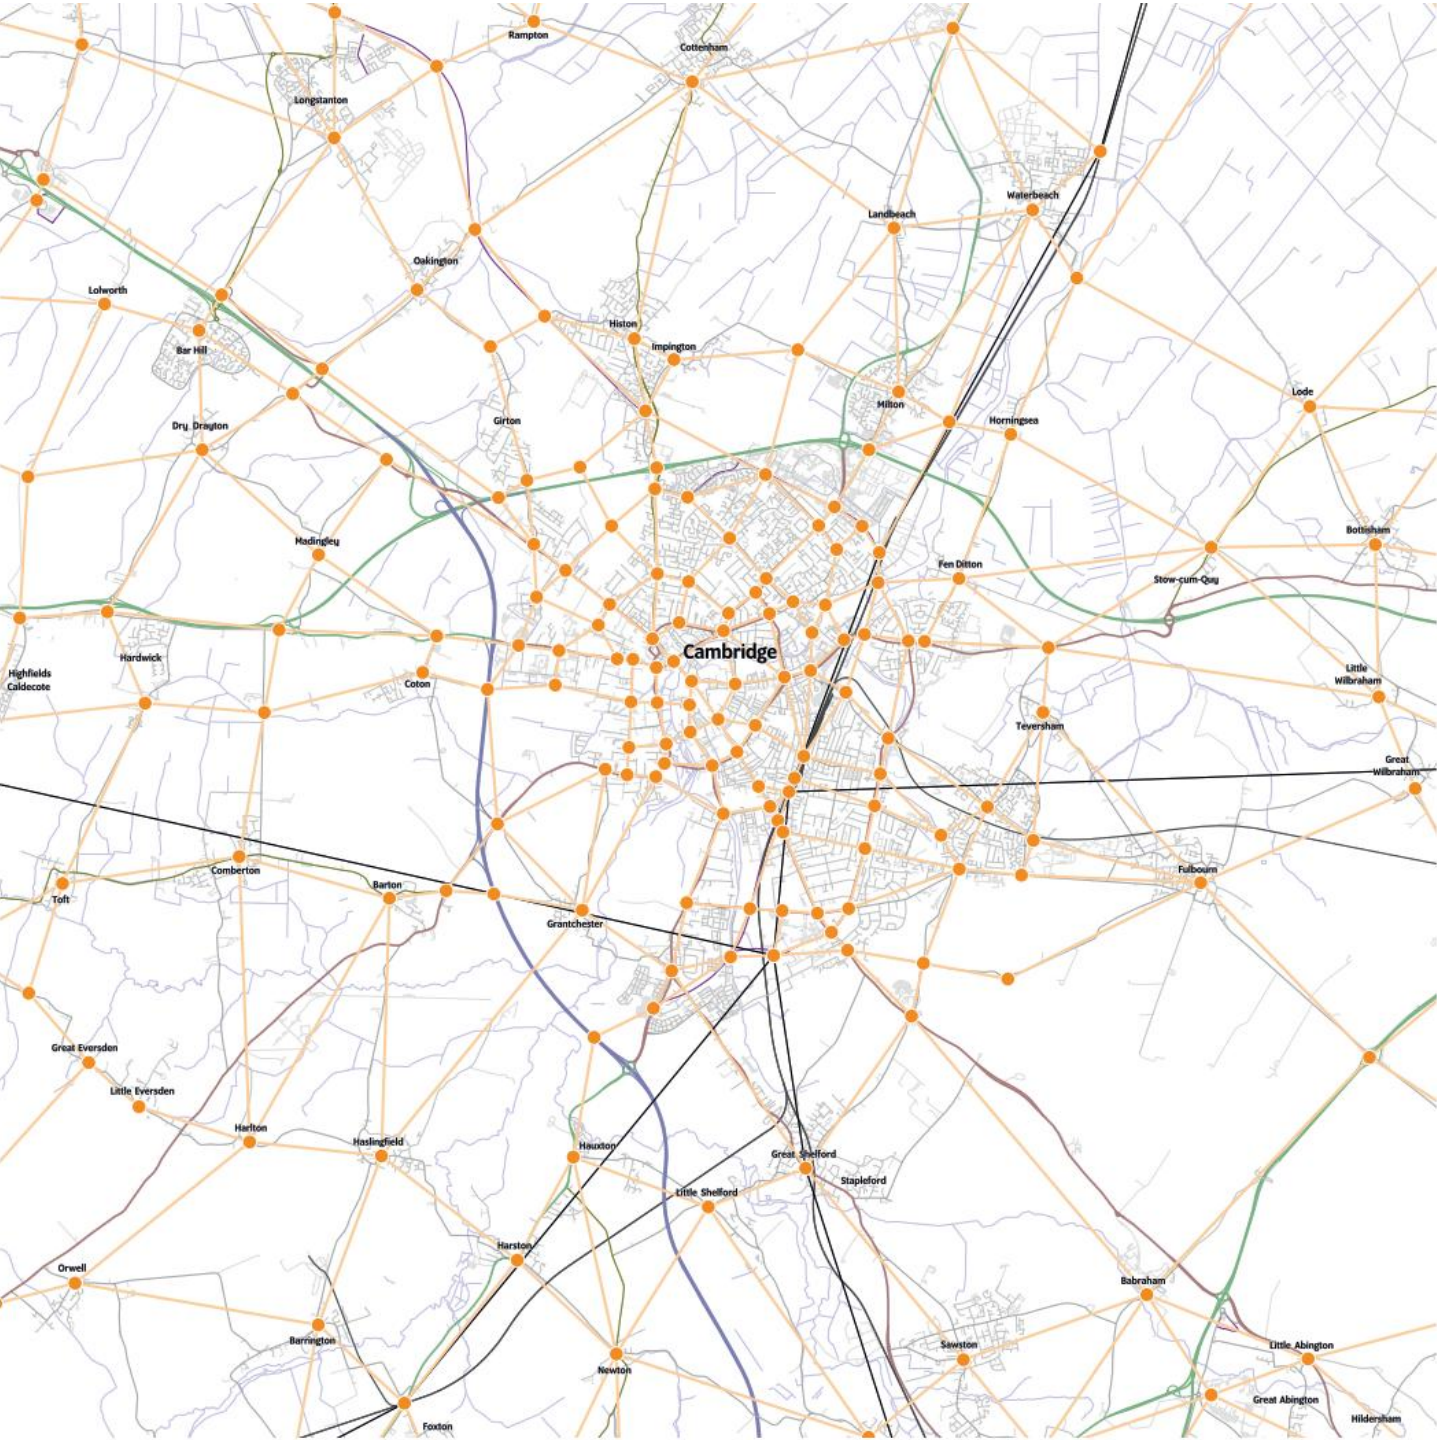 Rampton
Cottenham
Longstanton
Waterbeach
Landbeach
Oakington
Lolworth
Histon
Impington
Bar Hill
Lode
Milton
Girton
Horningsea
Dry Drayton
Bottisham
Madingley
Fen Ditton
Stow-cum-Quy
Cambridge
Hardwick
Highfields
Caldecote
Coton
Little
Wilbraham
Teversham
Great
Wilbraham
Comberton
Fulbourn
Barton
Toft
Grantchester
Great Eversden
Little Eversden
Harlton
Haslingfield
Hauxton
Great Shelford
Stapleford
Little Shelford
Harston
Orwell
Babraham
Barrington
Sawston
Little Abington
Newton
Great Abington
Foxton
Hildersham